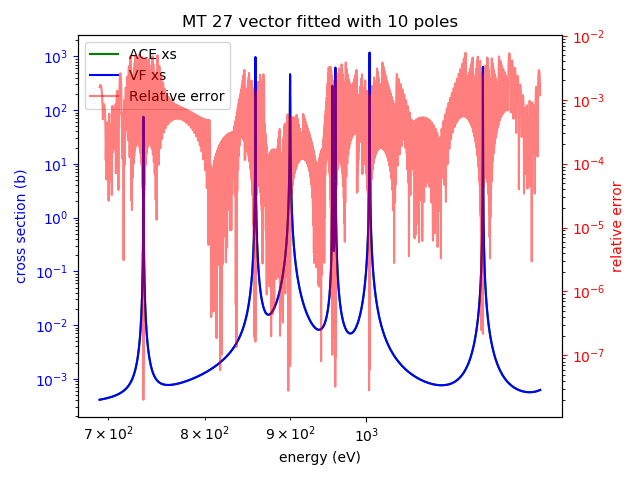 MT 27 vector fitted with 10 poles
ACE xs
VF xs
Relative error
10³
10²
10¹
10⁰
10⁻¹
10⁻²
10⁻³
cross section (b)
10⁻²
10⁻³
10⁻⁴
10⁻⁵
10⁻⁶
10⁻⁷
relative error
7 × 10² 8 × 10² 9 × 10² 10³
energy (eV)